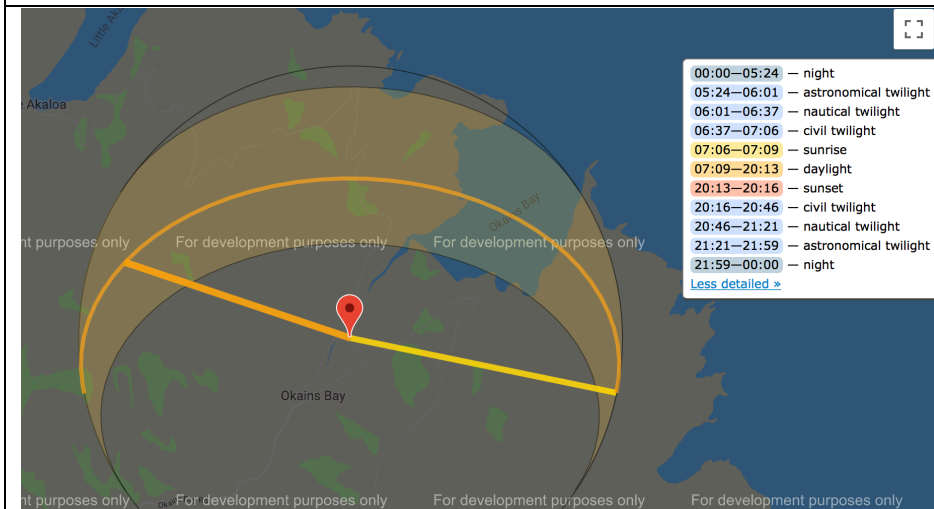 Little Aka
Akaloa
00:00—05:24 — night
05:24—06:01 — astronomical twilight
06:01—06:37 — nautical twilight
06:37—07:06 — civil twilight
07:06—07:09 — sunrise
07:09—20:13 — daylight
20:13—20:16 — sunset
20:16—20:46 — civil twilight
20:46—21:21 — nautical twilight
21:21—21:59 — astronomical twilight
21:59—00:00 — night
Less detailed »
Okains Bay
nt purposes only
For development purposes only
For development purposes only
Okains Bay
nt purposes only
For development purposes only
For development purposes only
For development purposes only